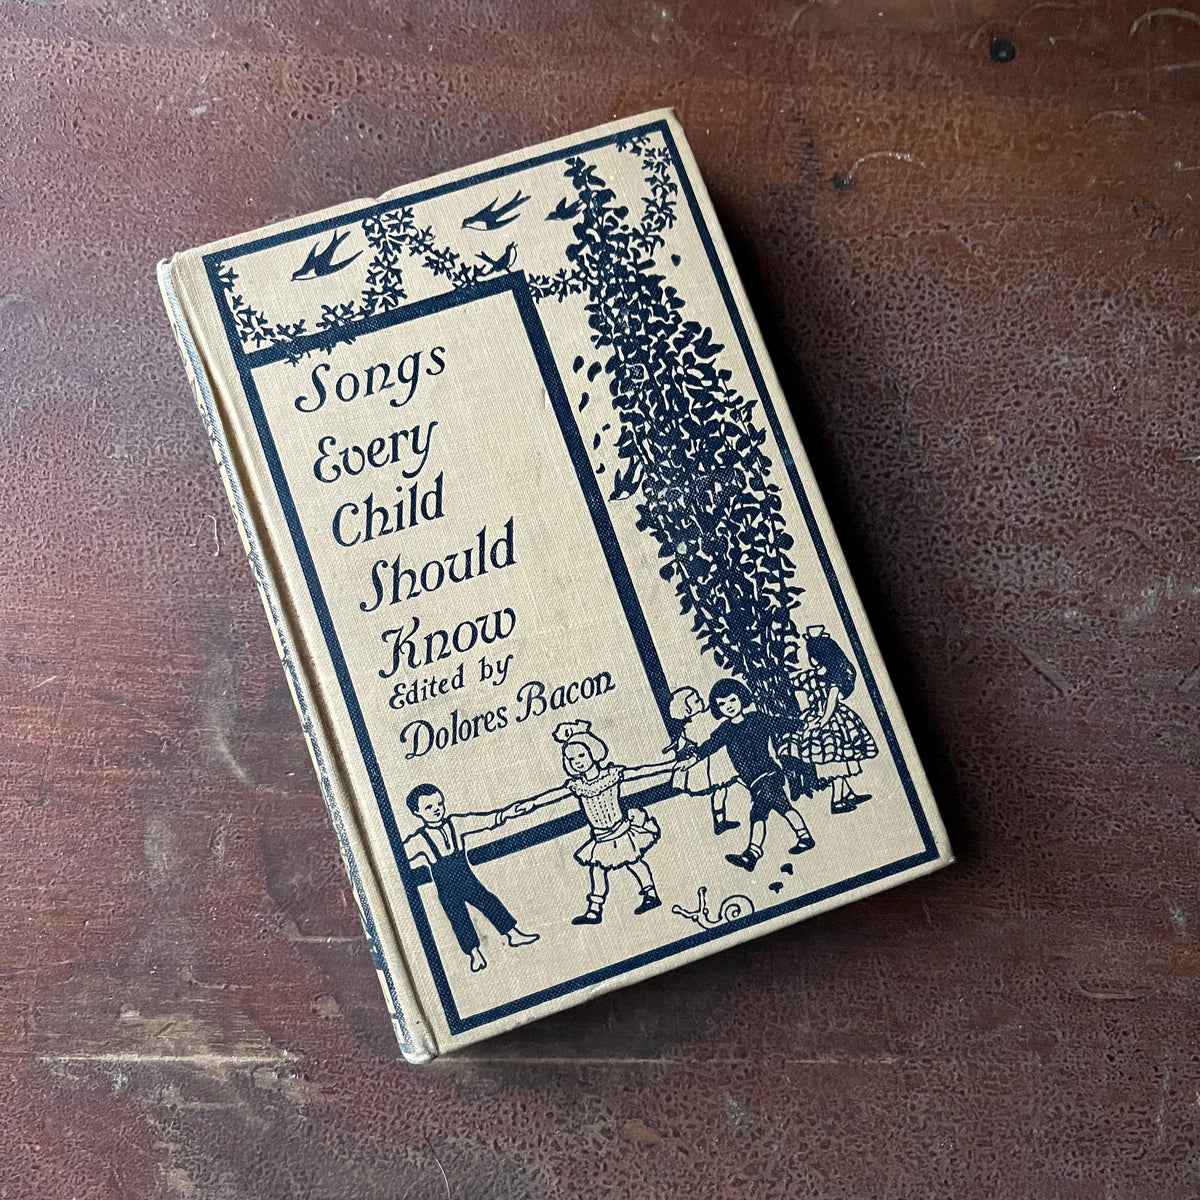 Songs
Every
Child
Should
Know
Edited by
Dolores Bacon